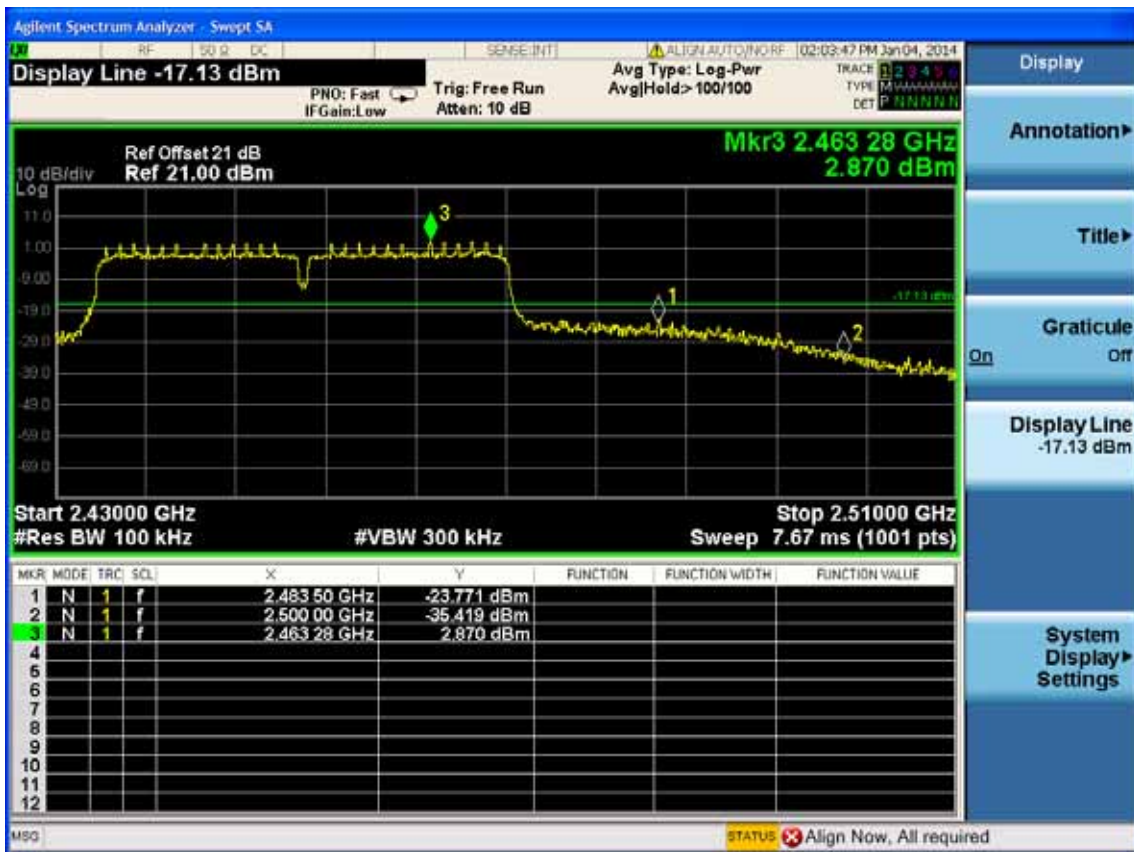 Agilent Spectrum Analyzer - Swept SA
RF 50 Ω DC SENSE:INT ALIGN AUTO/NO RF 02:03:47 PM Jan 04, 2014
Display Line -17.13 dBm
PNO: Fast
IFGain:Low
Trig: Free Run
Atten: 10 dB
Avg Type: Log-Pwr
Avg|Hold:> 100/100
TRACE 1 2 3 4 5 6
TYPE M
DET P N N N N N
Mkr3 2.463 28 GHz
2.870 dBm
Ref Offset 21 dB
10 dB/div Ref 21.00 dBm
Log
11.0
1.00
-9.00
-19.0
-29.0
-39.0
-49.0
-59.0
-69.0
3
1
2
-17.13 dBm
Start 2.43000 GHz Stop 2.51000 GHz
#Res BW 100 kHz #VBW 300 kHz Sweep 7.67 ms (1001 pts)
MKR MODE TRC SCL X Y FUNCTION FUNCTION WIDTH FUNCTION VALUE
1 N 1 f 2.483 50 GHz -23.771 dBm
2 N 1 f 2.500 00 GHz -35.419 dBm
3 N 1 f 2.463 28 GHz 2.870 dBm
4
5
6
7
8
9
10
11
12
MSG STATUS Align Now, All required
Display
Annotation
Title
Graticule
On Off
Display Line
-17.13 dBm
System
Display
Settings